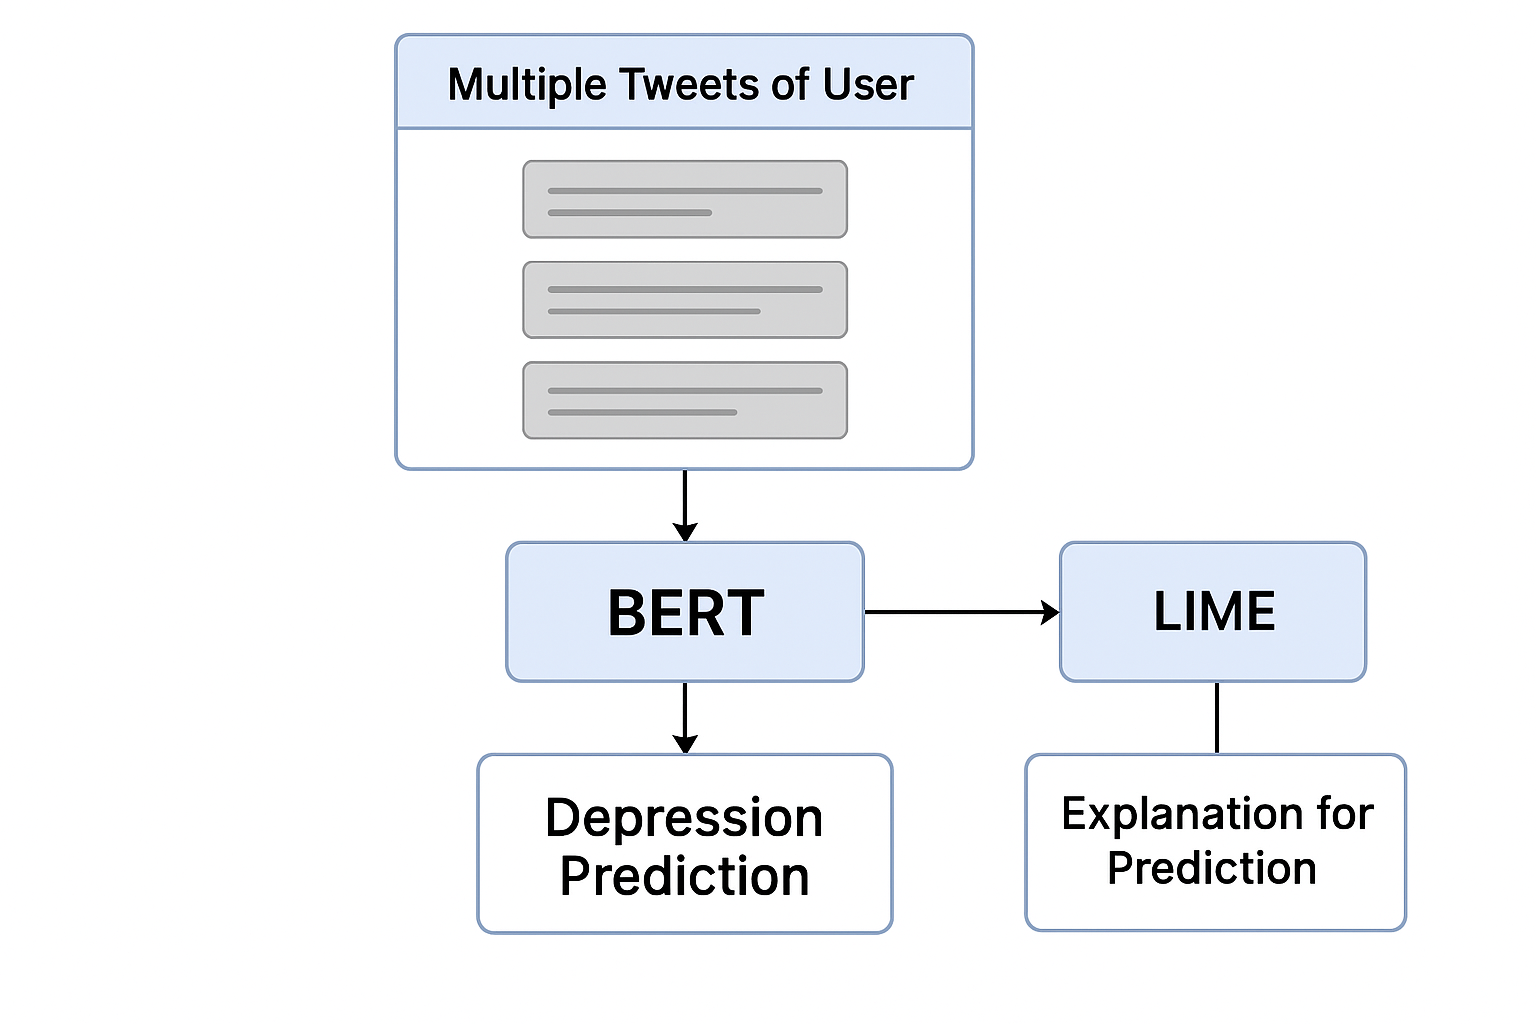 Multiple Tweets of User
BERT
LIME
Depression
Prediction
Explanation for
Prediction